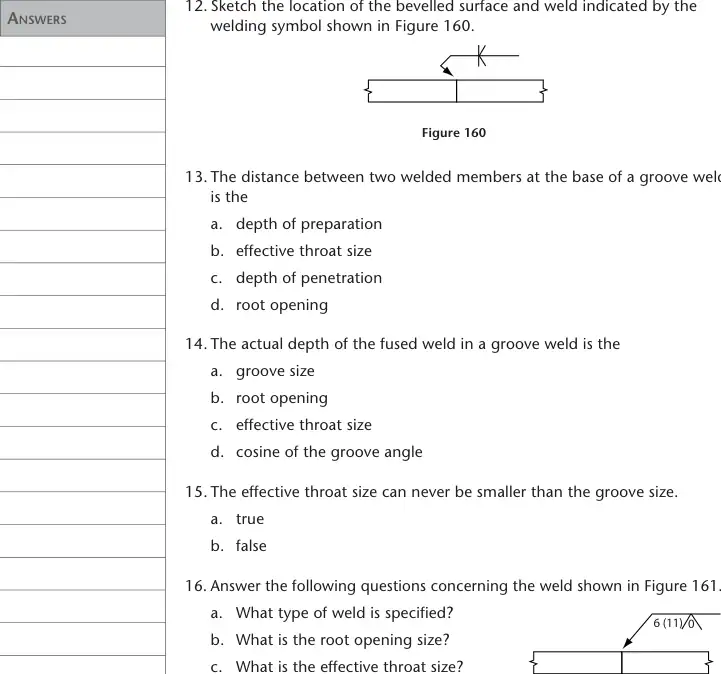 ANSWERS
12. Sketch the location of the bevelled surface and weld indicated by the
welding symbol shown in Figure 160.
Figure 160
13. The distance between two welded members at the base of a groove weld
is the
a. depth of preparation
b. effective throat size
c. depth of penetration
d. root opening
14. The actual depth of the fused weld in a groove weld is the
a. groove size
b. root opening
c. effective throat size
d. cosine of the groove angle
15. The effective throat size can never be smaller than the groove size.
a. true
b. false
16. Answer the following questions concerning the weld shown in Figure 161.
a. What type of weld is specified?
b. What is the root opening size?
c. What is the effective throat size?
6 (11) 0